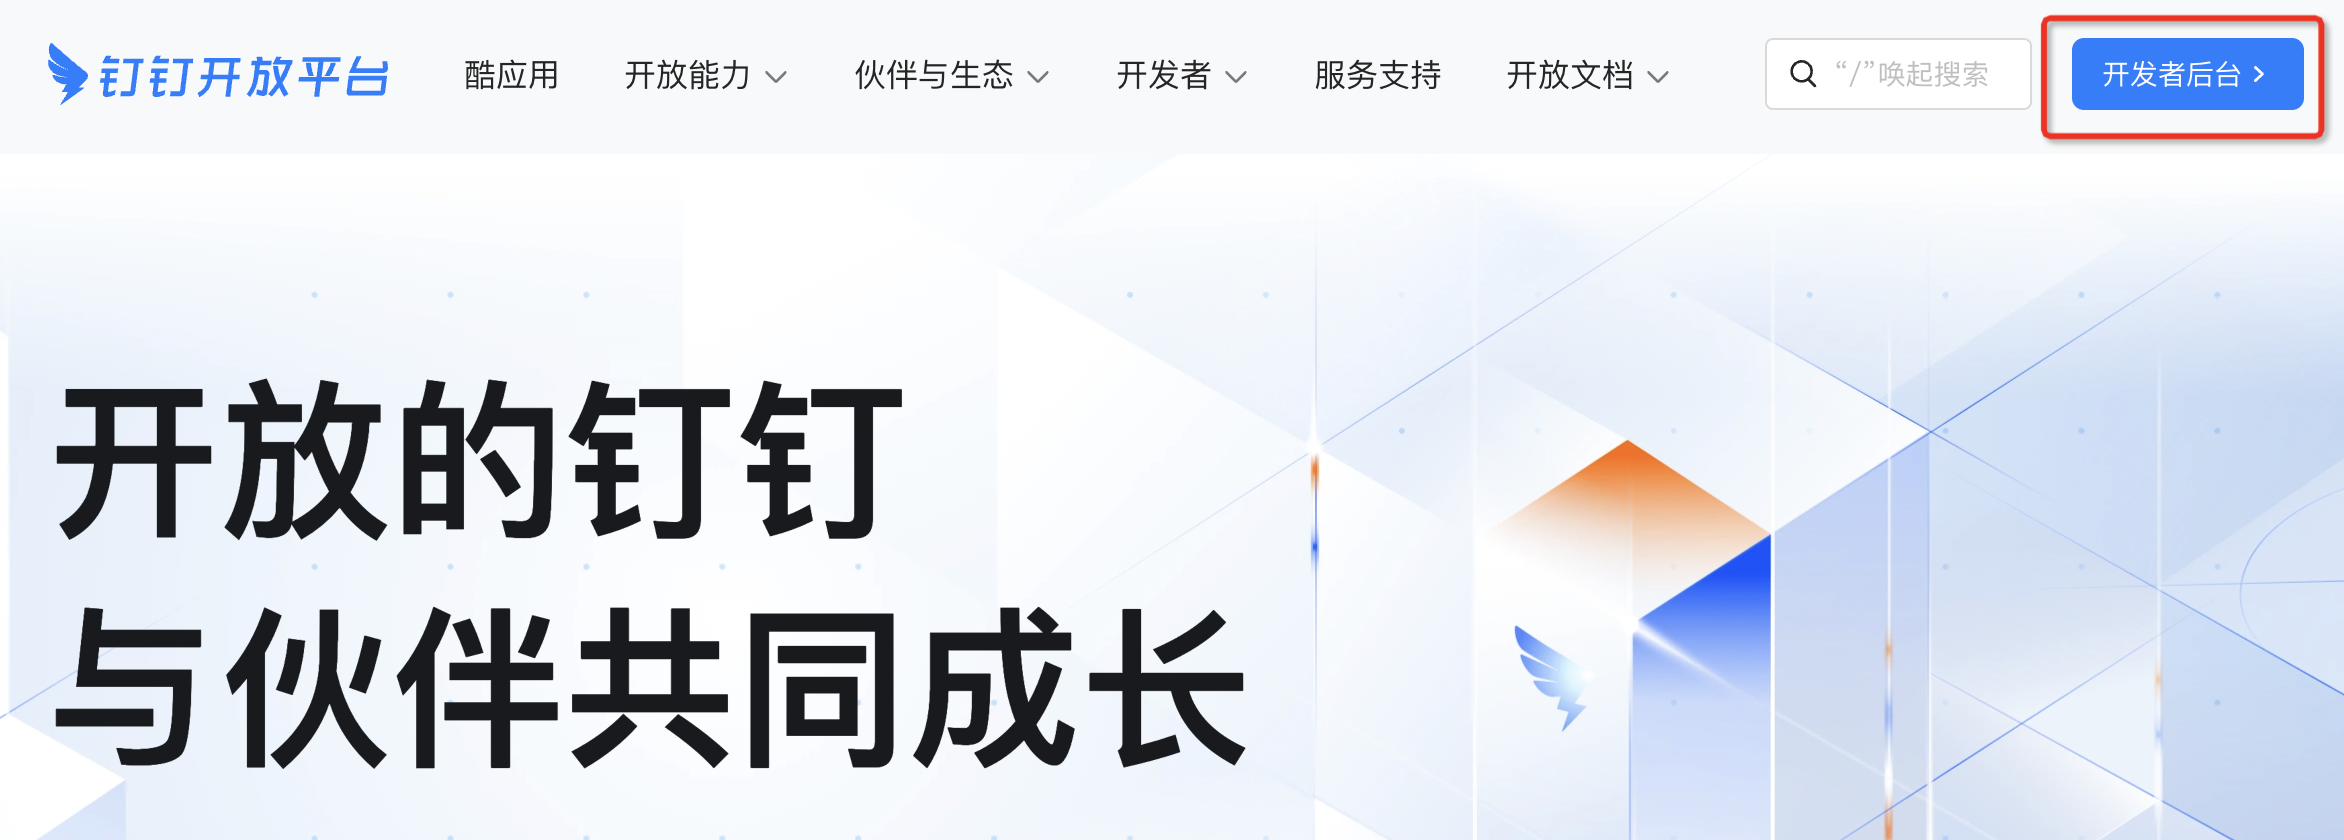 钉钉开放平台 酷应用 开放能力 伙伴与生态 开发者 服务支持 开放文档 “/”唤起搜索 开发者后台
开放的钉钉
与伙伴共同成长